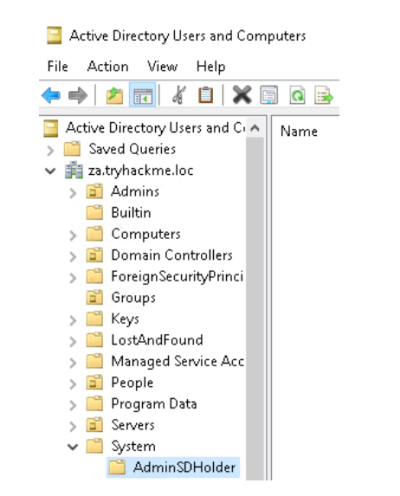 Active Directory Users and Computers
File Action View Help
Active Directory Users and C
Name
Saved Queries
za.tryhackme.loc
Admins
Builtin
Computers
Domain Controllers
ForeignSecurityPrinci
Groups
Keys
LostAndFound
Managed Service Acc
People
Program Data
Servers
System
AdminSDHolder